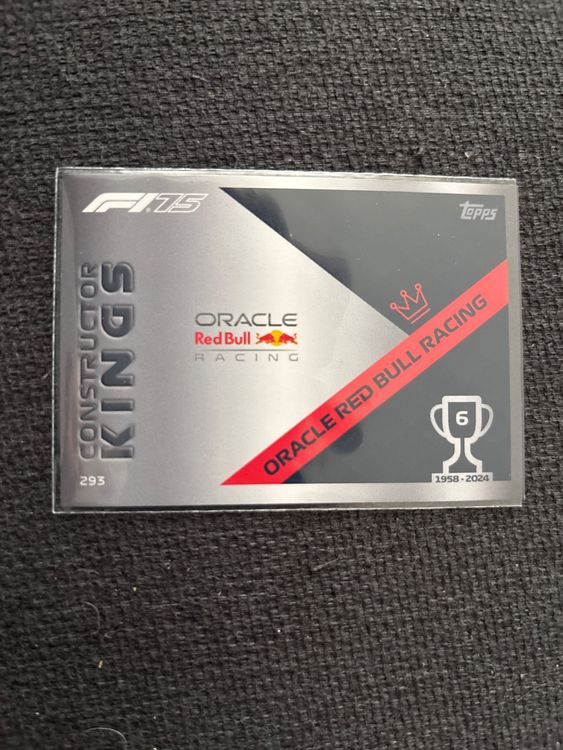 F1 75
Topps
CONSTRUCTOR
KINGS
ORACLE
Red Bull
RACING
ORACLE RED BULL RACING
6
1958 - 2024
293